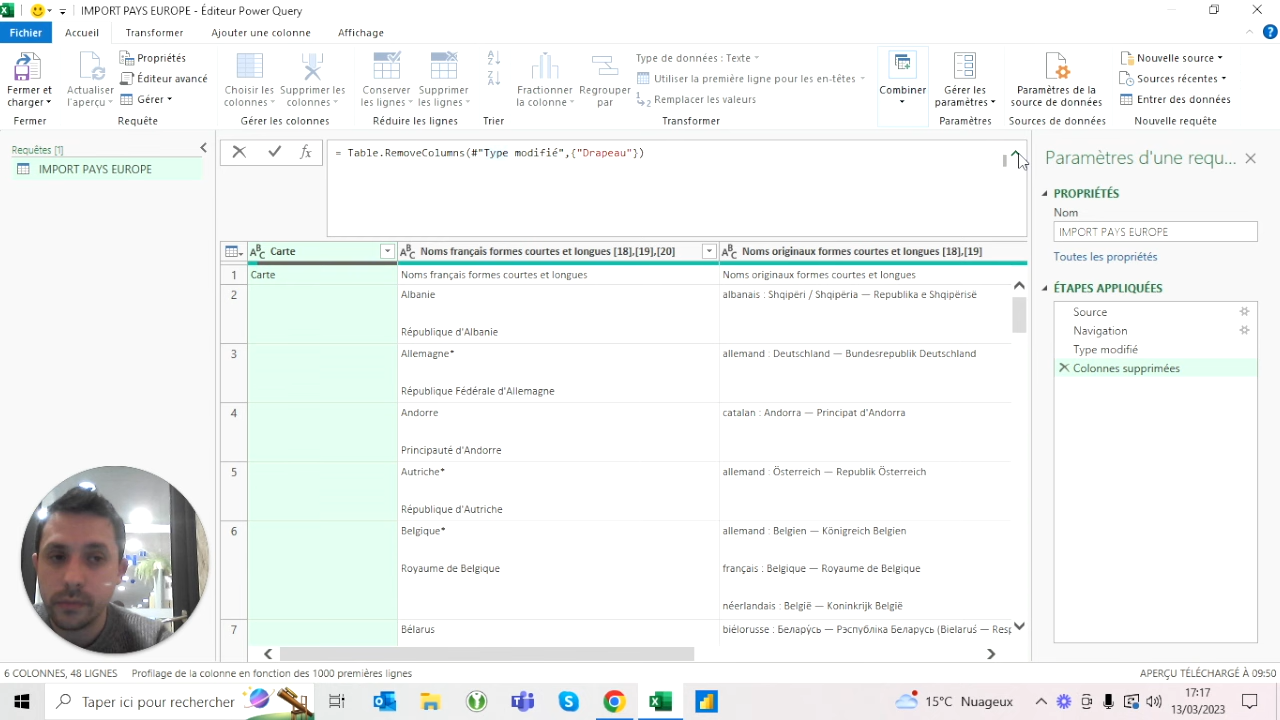 IMPORT PAYS EUROPE - Éditeur Power Query
Fichier
Accueil
Transformer
Ajouter une colonne
Affichage
Fermer et charger
Actualiser l'aperçu
Propriétés
Éditeur avancé
Gérer
Choisir les colonnes
Supprimer les colonnes
Conserver les lignes
Supprimer les lignes
Fractionner la colonne
Regrouper par
Type de données : Texte
Utiliser la première ligne pour les en-têtes
Remplacer les valeurs
Combiner
Gérer les paramètres
Paramètres de la source de données
Nouvelle source
Sources récentes
Entrer des données
Fermer
Requête
Gérer les colonnes
Réduire les lignes
Trier
Transformer
Paramètres
Sources de données
Nouvelle requête
Requêtes [1]
IMPORT PAYS EUROPE
fx
= Table.RemoveColumns(#"Type modifié",{"Drapeau"})
Carte
Noms français formes courtes et longues [18],[19],[20]
Noms originaux formes courtes et longues [18],[19]
1 Carte Noms français formes courtes et longues Noms originaux formes courtes et longues
2 Albanie albanais : Shqipëri / Shqipëria — Republika e Shqipërisë
République d'Albanie
3 Allemagne* allemand : Deutschland — Bundesrepublik Deutschland
République Fédérale d'Allemagne
4 Andorre catalan : Andorra — Principat d'Andorra
Principauté d'Andorre
5 Autriche* allemand : Österreich — Republik Österreich
République d'Autriche
6 Belgique* allemand : Belgien — Königreich Belgien
Royaume de Belgique français : Belgique — Royaume de Belgique
néerlandais : België — Koninkrijk België
7 Bélarus biélorusse : Беларусь — Рэспубліка Беларусь (Bielaruś — Resp
Paramètres d'une requ...
PROPRIÉTÉS
Nom
IMPORT PAYS EUROPE
Toutes les propriétés
ÉTAPES APPLIQUÉES
Source
Navigation
Type modifié
Colonnes supprimées
6 COLONNES, 48 LIGNES
Profilage de la colonne en fonction des 1000 premières lignes
APERÇU TÉLÉCHARGÉ À 09:50
Taper ici pour rechercher
15°C Nuageux
17:17
13/03/2023